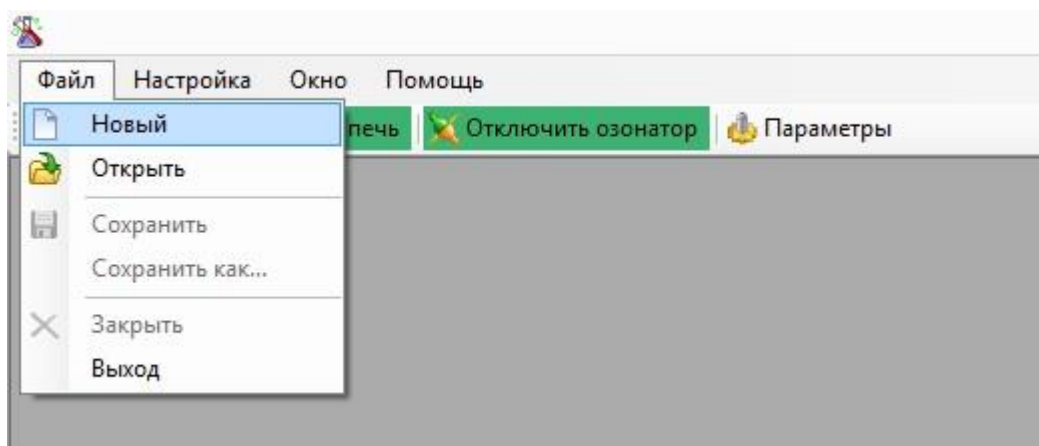 Файл Настройка Окно Помощь
Новый
печь Отключить озонатор Параметры
Открыть
Сохранить
Сохранить как...
Закрыть
Выход